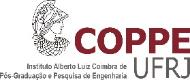 COPPE
UFRJ
Instituto Alberto Luiz Coimbra de
Pós-Graduação e Pesquisa de Engenharia